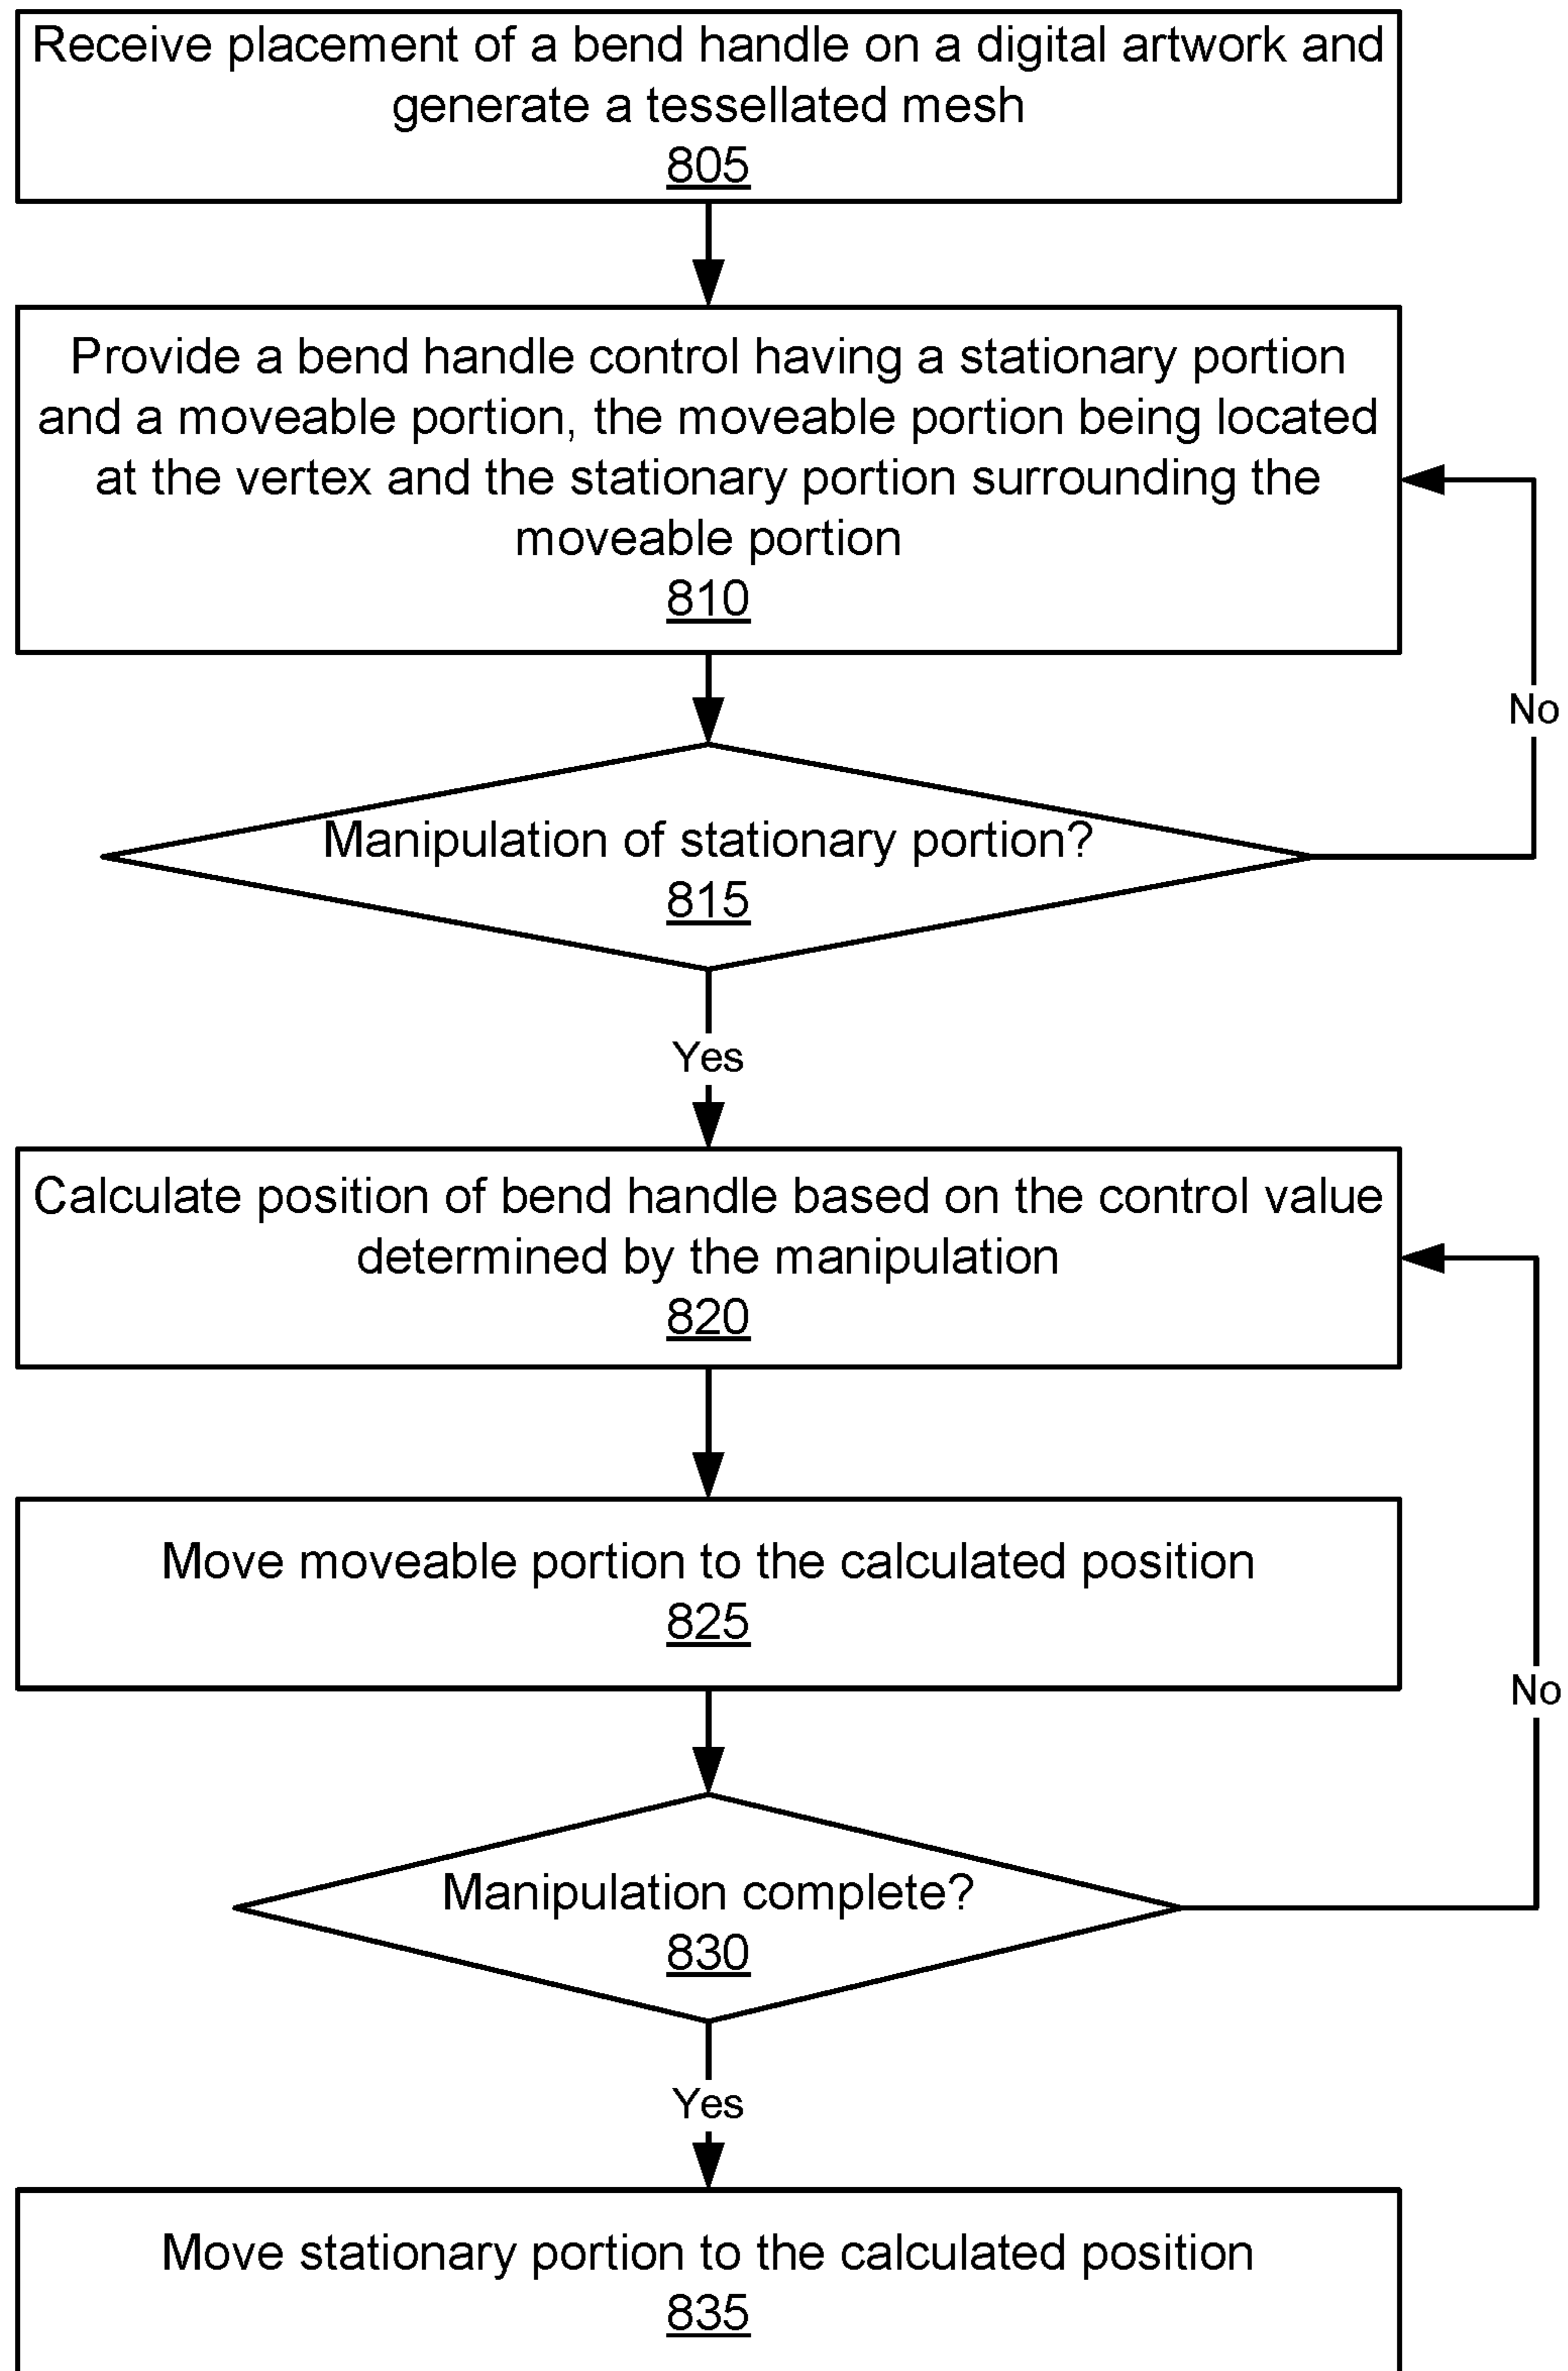 Receive placement of a bend handle on a digital artwork and
generate a tessellated mesh
805
Provide a bend handle control having a stationary portion
and a moveable portion, the moveable portion being located
at the vertex and the stationary portion surrounding the
moveable portion
810
No
Manipulation of stationary portion?
815
Yes
Calculate position of bend handle based on the control value
determined by the manipulation
820
Move moveable portion to the calculated position
825
No
Manipulation complete?
830
Yes
Move stationary portion to the calculated position
835